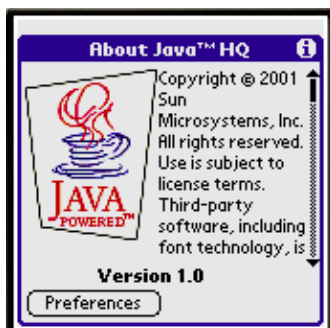 About Java™ HQ
i
Copyright © 2001
Sun
Microsystems, Inc.
All rights reserved.
Use is subject to
license terms.
Third-party
software, including
font technology, is
JAVA
POWERED™
Version 1.0
Preferences